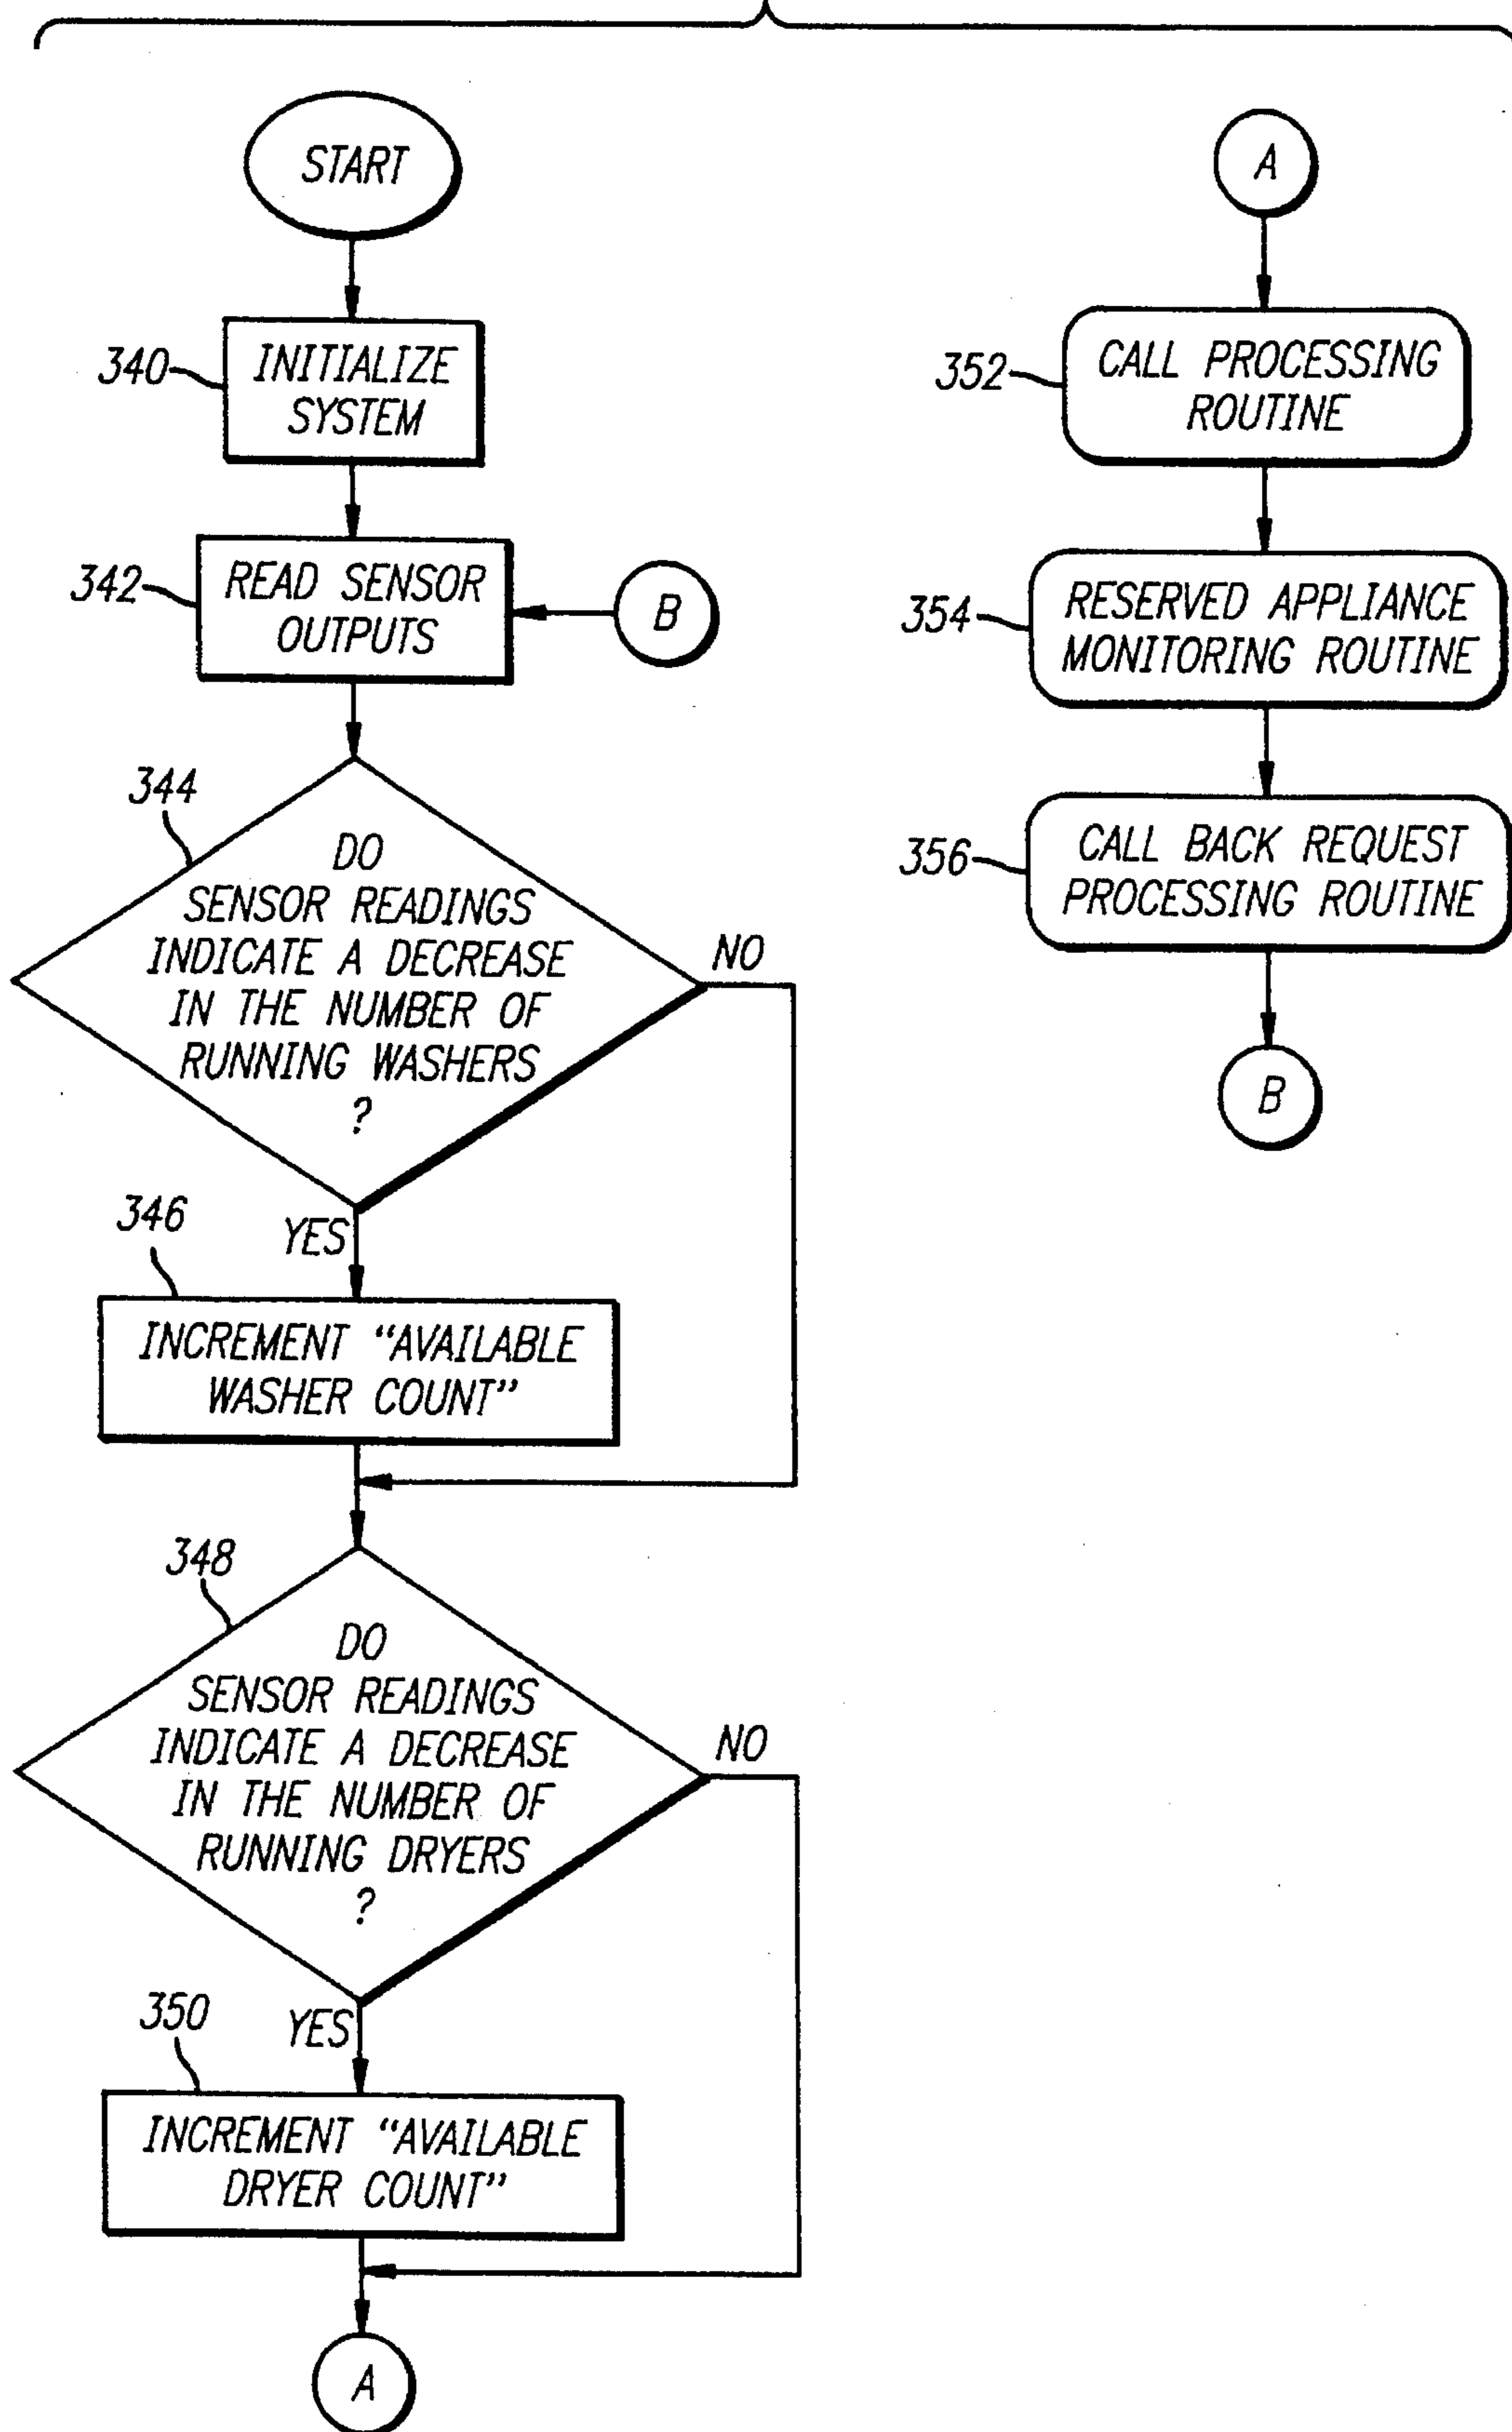 START
340
INITIALIZE
SYSTEM
342
READ SENSOR
OUTPUTS
B
344
DO
SENSOR READINGS
INDICATE A DECREASE
IN THE NUMBER OF
RUNNING WASHERS
?
NO
YES
346
INCREMENT “AVAILABLE
WASHER COUNT”
348
DO
SENSOR READINGS
INDICATE A DECREASE
IN THE NUMBER OF
RUNNING DRYERS
?
NO
YES
350
INCREMENT “AVAILABLE
DRYER COUNT”
A
A
352
CALL PROCESSING
ROUTINE
354
RESERVED APPLIANCE
MONITORING ROUTINE
356
CALL BACK REQUEST
PROCESSING ROUTINE
B